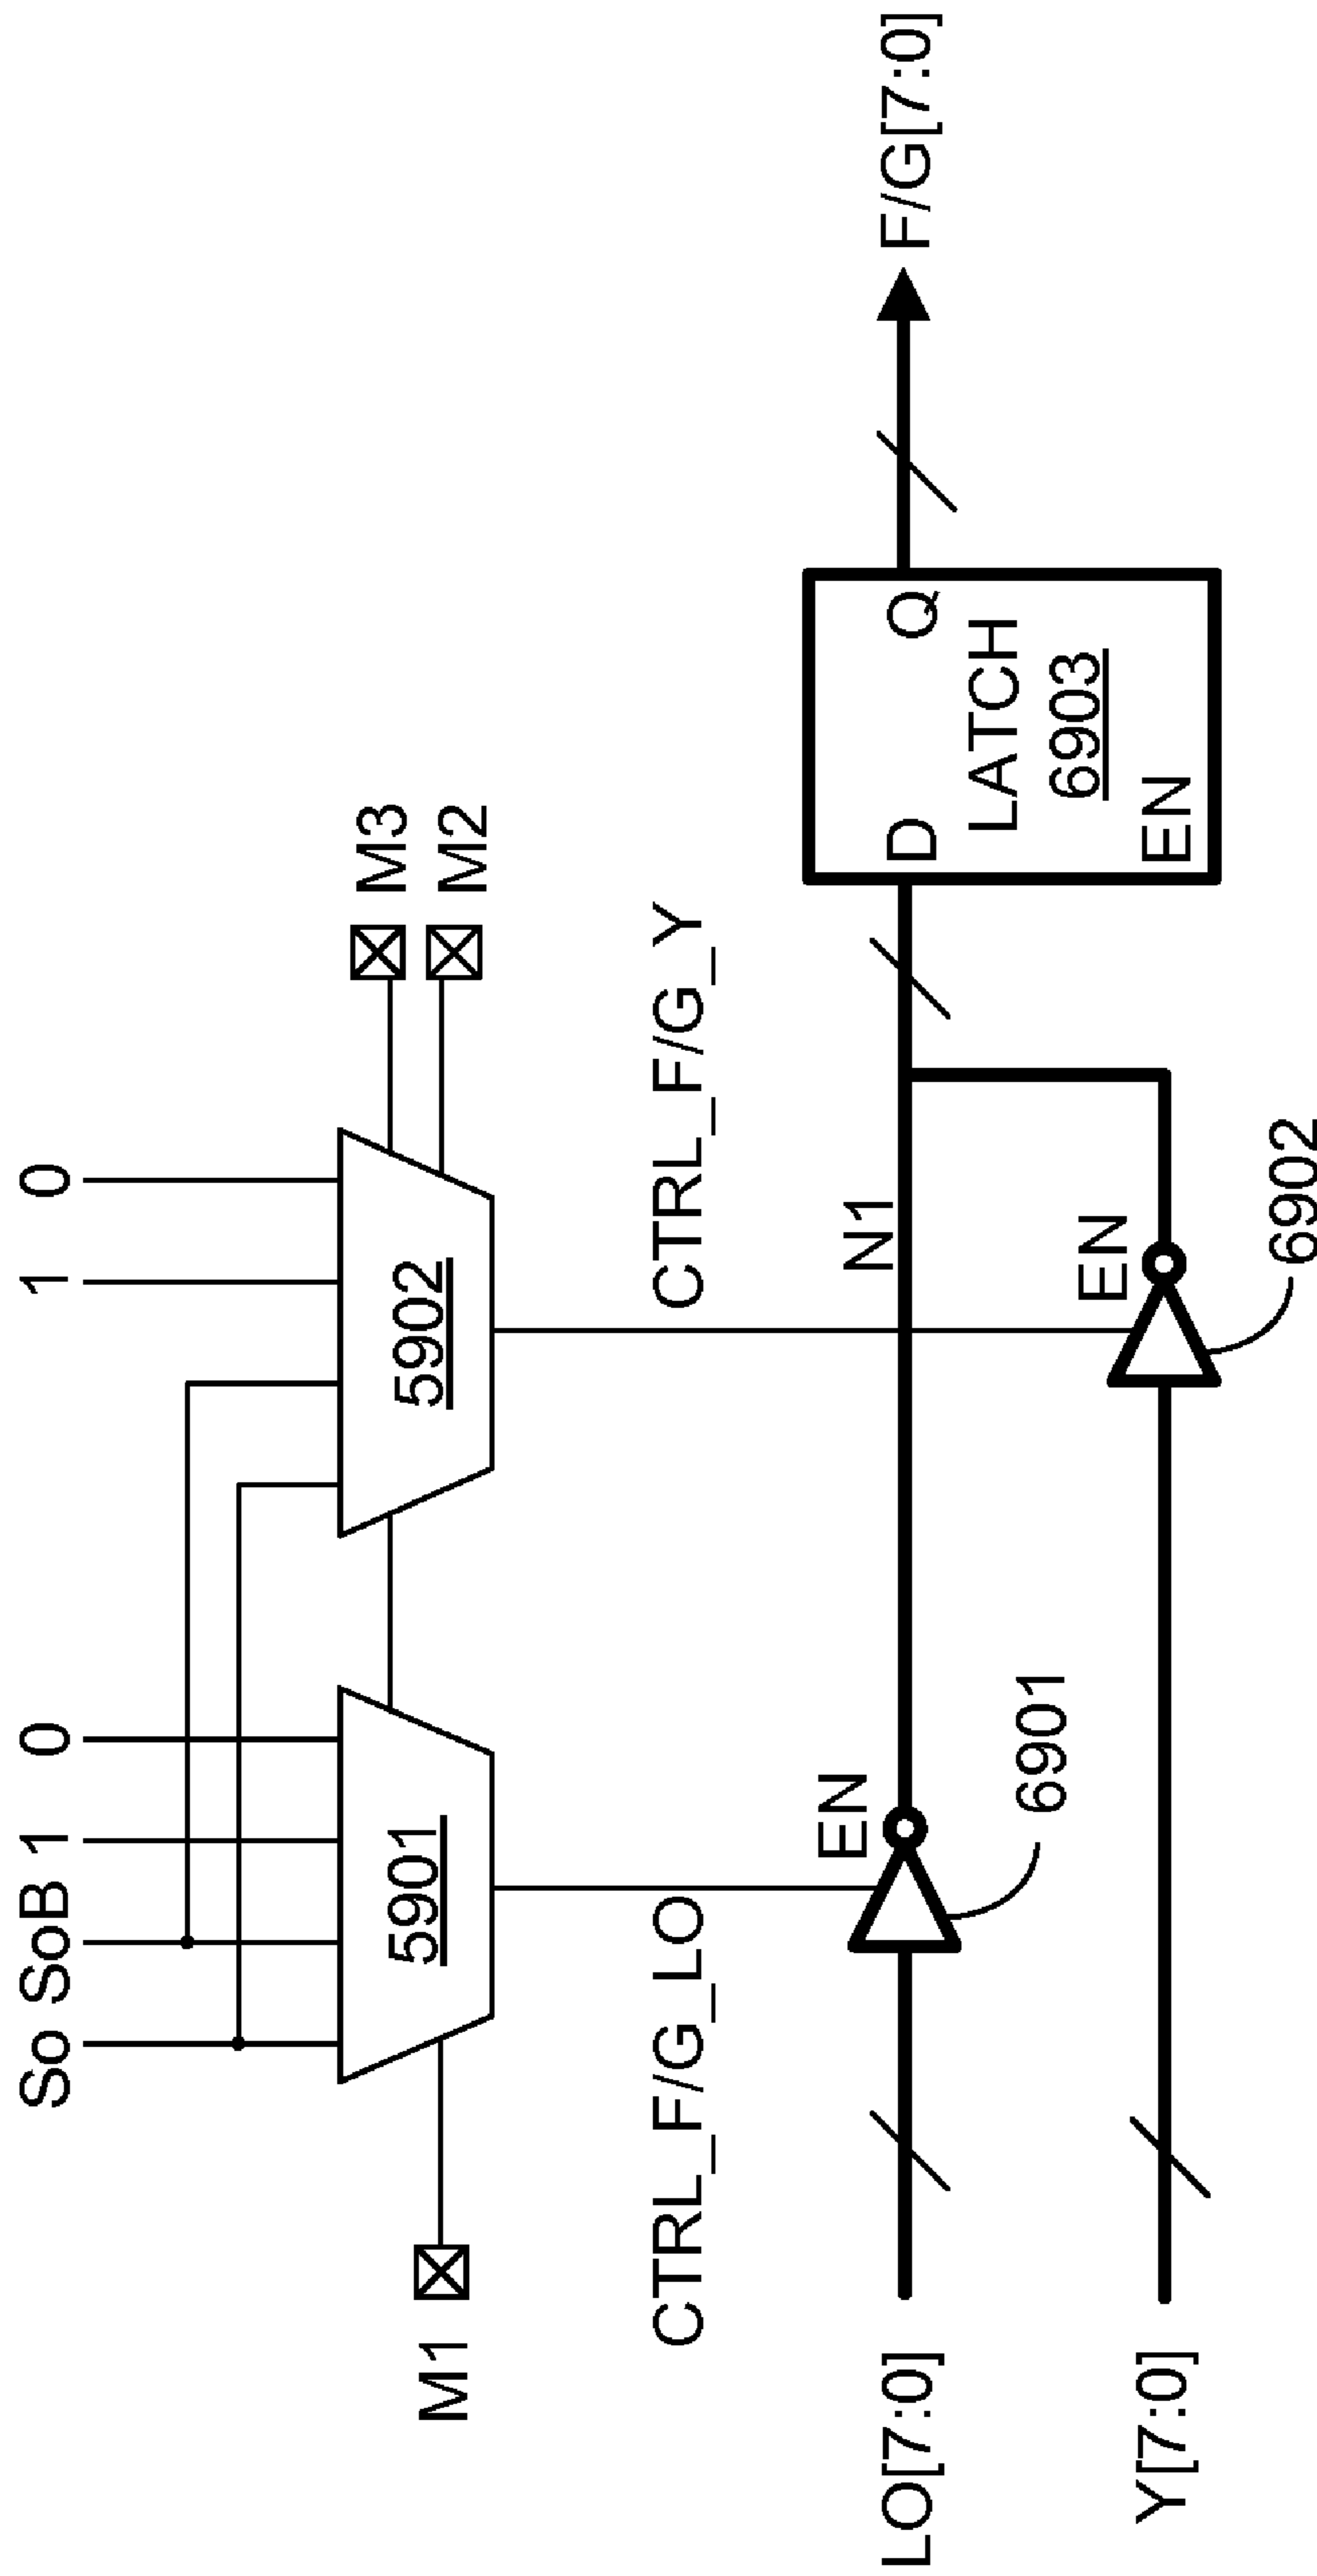 So SoB 1 0 1 0
M3
M1
M2
5901
5902
CTRL_F/G_LO
CTRL_F/G_Y
EN
LO[7:0]
N1
D
Q
F/G[7:0]
LATCH
6903
6901
EN
EN
Y[7:0]
6902